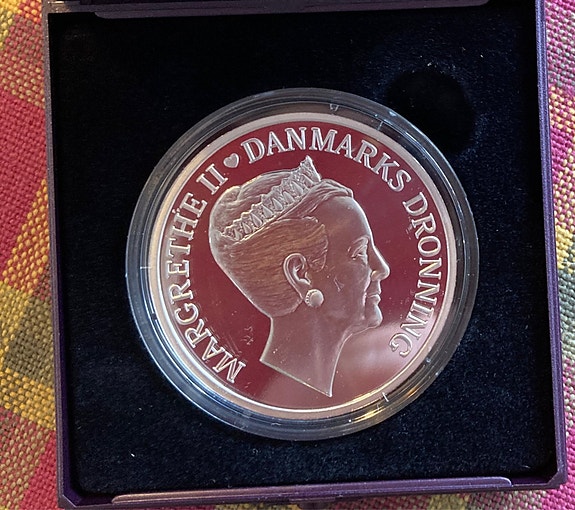 MARGRETHE II ♥ DANMARKS DRONNING